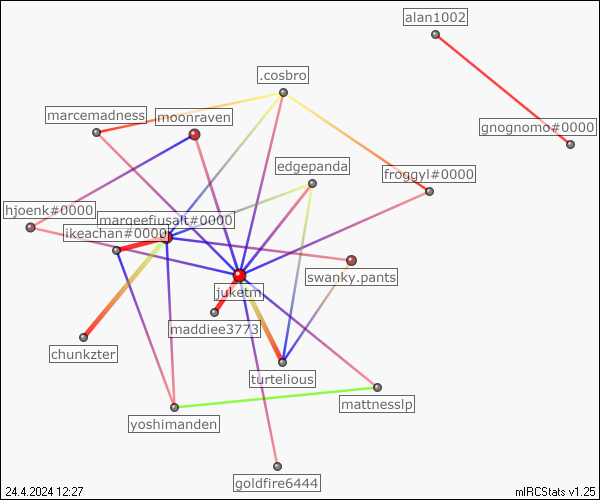 alan1002
.cosbro
marcemadness
moonraven
gnognomo#0000
edgepanda
froggyl#0000
hjoenk#0000
margeefiusalt#0000
ikeachan#0000
swanky.pants
juketm
maddiee3773
chunkzter
turtelious
mattnesslp
yoshimanden
goldfire6444
24.4.2024 12:27
mIRCStats v1.25